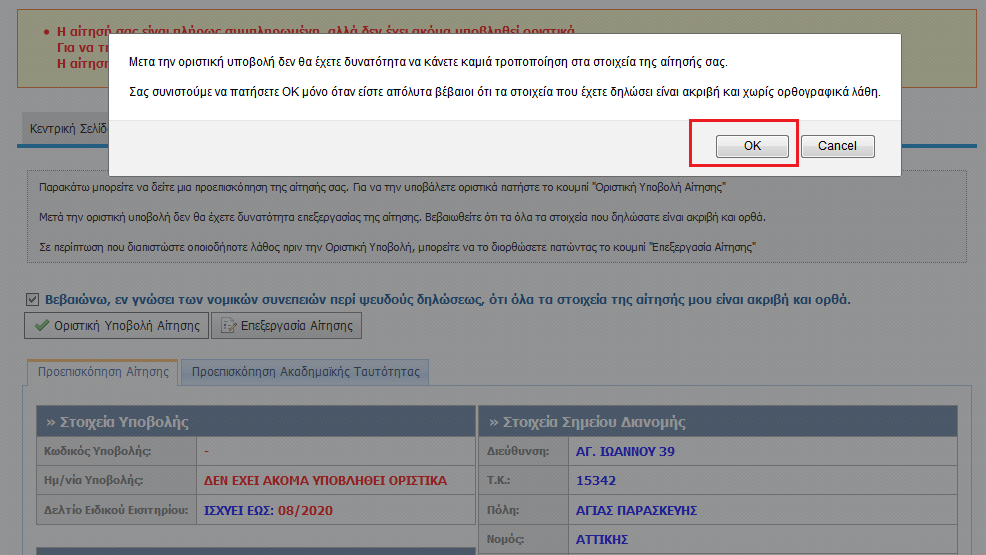 • Η αίτησή σας είναι πλήρως συμπληρωμένη, αλλά δεν έχει ακόμα υποβληθεί οριστικά.
Για να τι
Η αίτηση
Μετα την οριστική υποβολή δεν θα έχετε δυνατότητα να κάνετε καμιά τροποποίηση στα στοιχεία της αίτησής σας.
Σας συνιστούμε να πατήσετε ΟΚ μόνο όταν είστε απόλυτα βέβαιοι ότι τα στοιχεία που έχετε δηλώσει είναι ακριβή και χωρίς ορθογραφικά λάθη.
OK Cancel
Κεντρική Σελίδ
Παρακάτω μπορείτε να δείτε μια προεπισκόπηση της αίτησής σας. Για να την υποβάλετε οριστικά πατήστε το κουμπί "Οριστική Υποβολή Αίτησης"
Μετά την οριστική υποβολή δεν θα έχετε δυνατότητα επεξεργασίας της αίτησης. Βεβαιωθείτε ότι τα όλα τα στοιχεία που δηλώσατε είναι ακριβή και ορθά.
Σε περίπτωση που διαπιστώστε οποιοδήποτε λάθος πριν την Οριστική Υποβολή, μπορείτε να το διορθώσετε πατώντας το κουμπί "Επεξεργασία Αίτησης"
Βεβαιώνω, εν γνώσει των νομικών συνεπειών περί ψευδούς δηλώσεως, ότι όλα τα στοιχεία της αίτησής μου είναι ακριβή και ορθά.
Οριστική Υποβολή Αίτησης Επεξεργασία Αίτησης
Προεπισκόπηση Αίτησης Προεπισκόπηση Ακαδημαϊκής Ταυτότητας
» Στοιχεία Υποβολής
Κωδικός Υποβολής: -
Ημ/νία Υποβολής: ΔΕΝ ΕΧΕΙ ΑΚΟΜΑ ΥΠΟΒΛΗΘΕΙ ΟΡΙΣΤΙΚΑ
Δελτίο Ειδικού Εισιτηρίου: ΙΣΧΥΕΙ ΕΩΣ: 08/2020
» Στοιχεία Σημείου Διανομής
Διεύθυνση: ΑΓ. ΙΩΑΝΝΟΥ 39
Τ.Κ.: 15342
Πόλη: ΑΓΙΑΣ ΠΑΡΑΣΚΕΥΗΣ
Νομός: ΑΤΤΙΚΗΣ